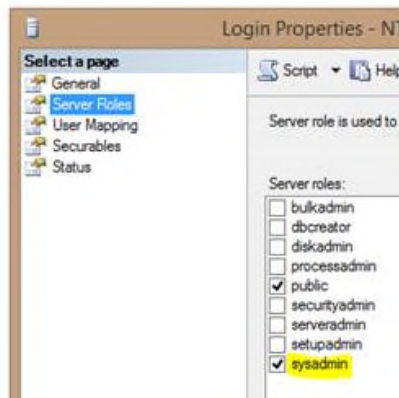 Login Properties - NT
Select a page
General
Server Roles
User Mapping
Securables
Status
Script
Help
Server role is used to
Server roles:
bulkadmin
dbcreator
diskadmin
processadmin
public
securityadmin
serveradmin
setupadmin
sysadmin